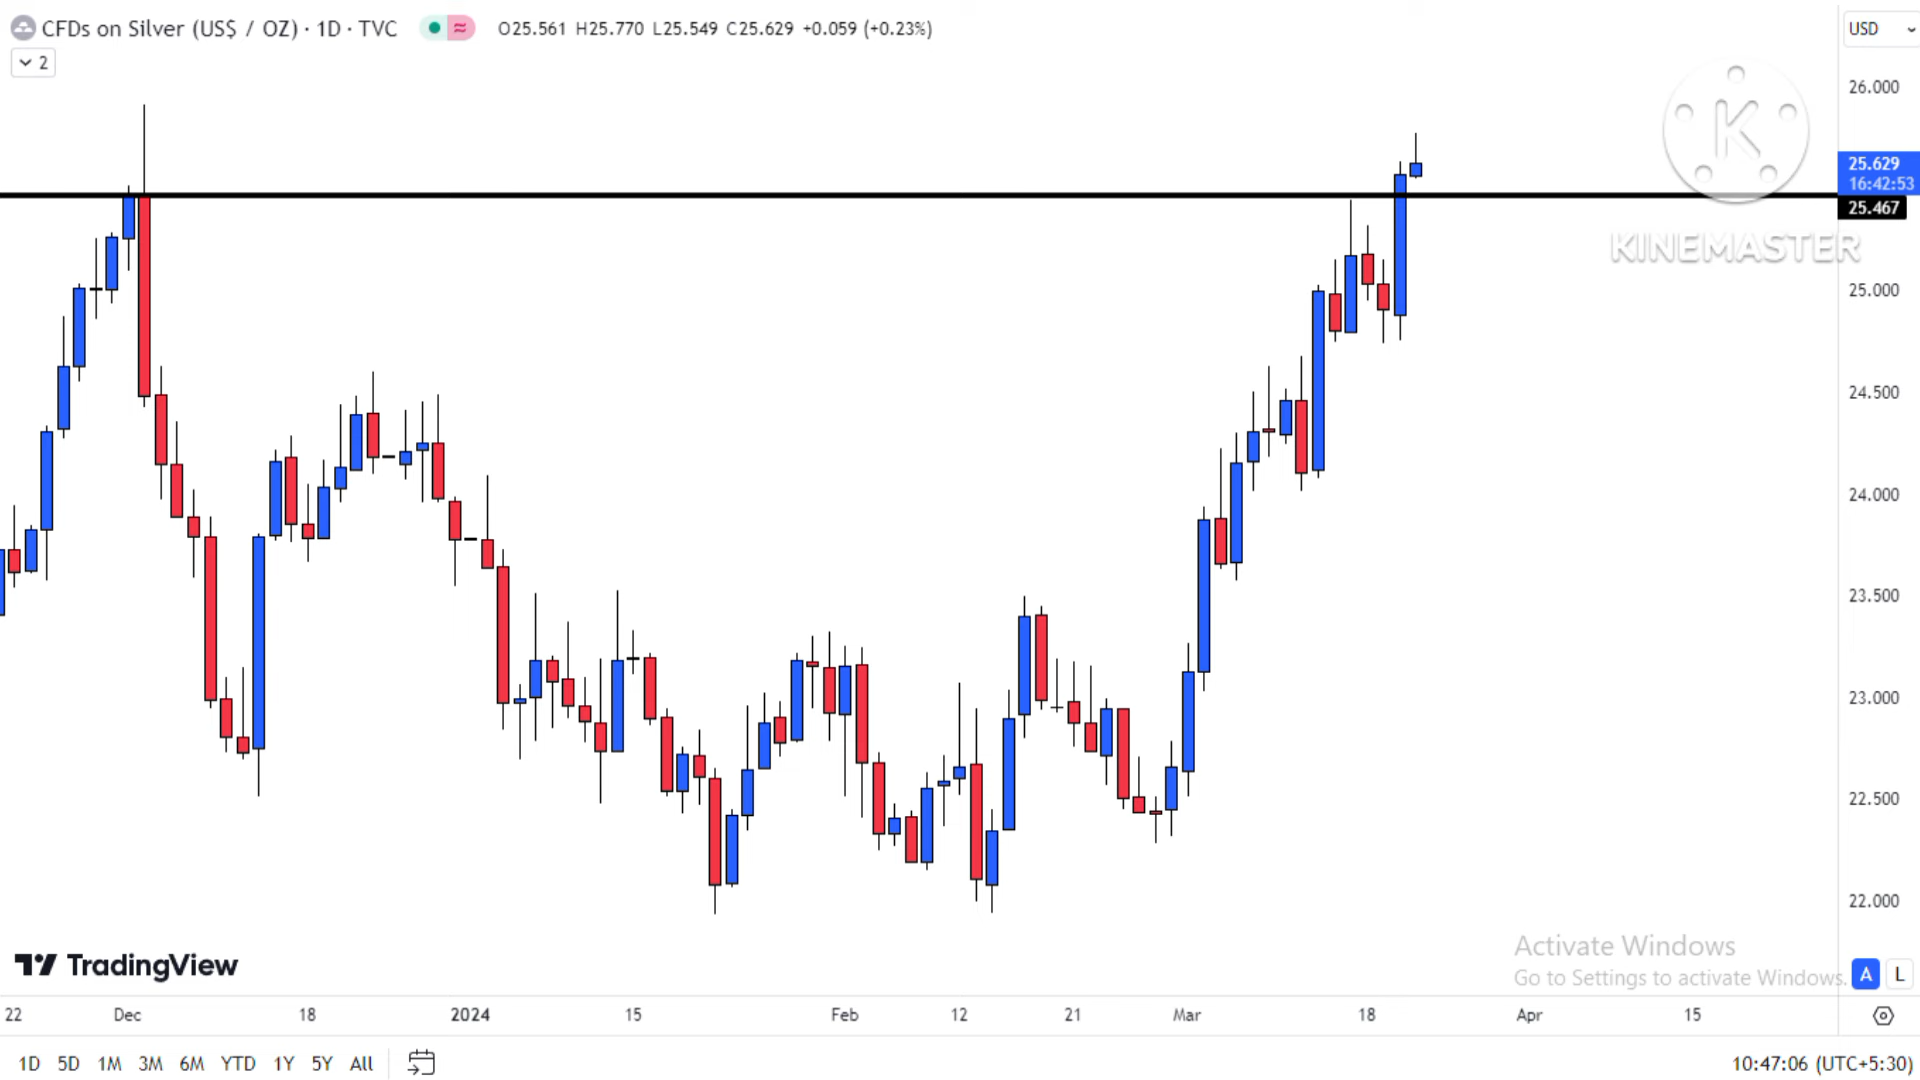 CFDs on Silver (US$ / OZ) · 1D · TVC O25.561 H25.770 L25.549 C25.629 +0.059 (+0.23%)
USD
2
26.000
K
25.629
16:42:53
25.467
KINEMASTER
25.000
24.500
24.000
23.500
23.000
22.500
22.000
Activate Windows
Go to Settings to activate Windows.
TradingView
A L
22 Dec 18 2024 15 Feb 12 21 Mar 18 Apr 15
1D 5D 1M 3M 6M YTD 1Y 5Y All
10:47:06 (UTC+5:30)